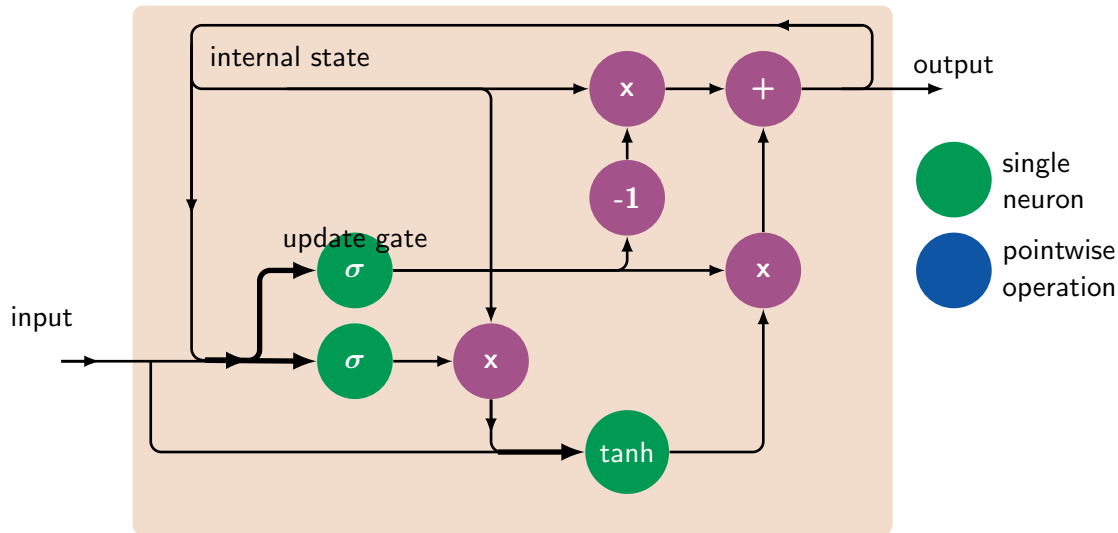 internal state
x
+
output
single
neuron
-1
update gate
σ
x
pointwise
operation
input
σ
x
tanh